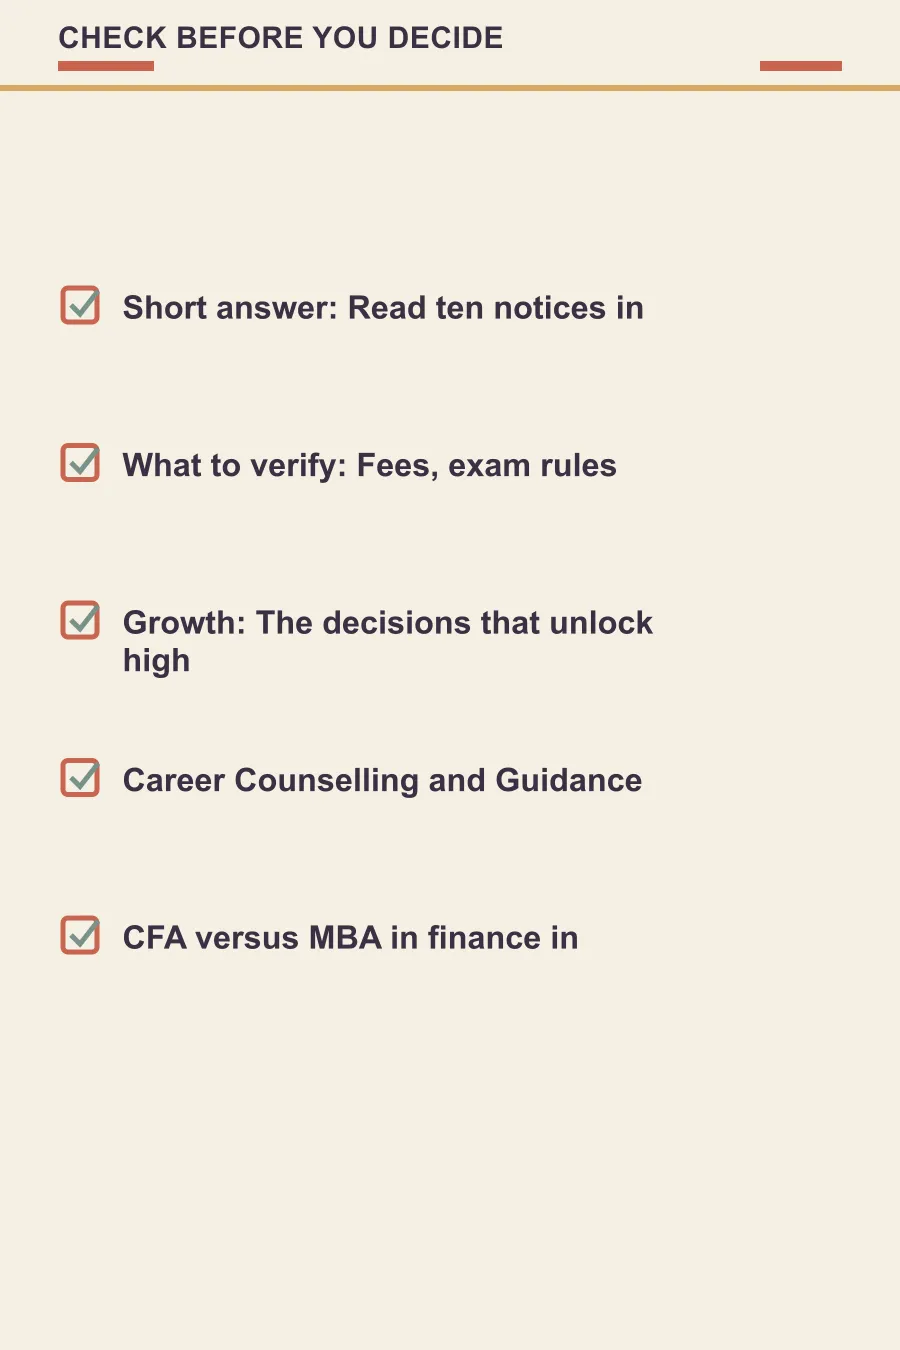 CHECK BEFORE YOU DECIDE
Short answer: Read ten notices in
What to verify: Fees, exam rules
Growth: The decisions that unlock
high
Career Counselling and Guidance
CFA versus MBA in finance in